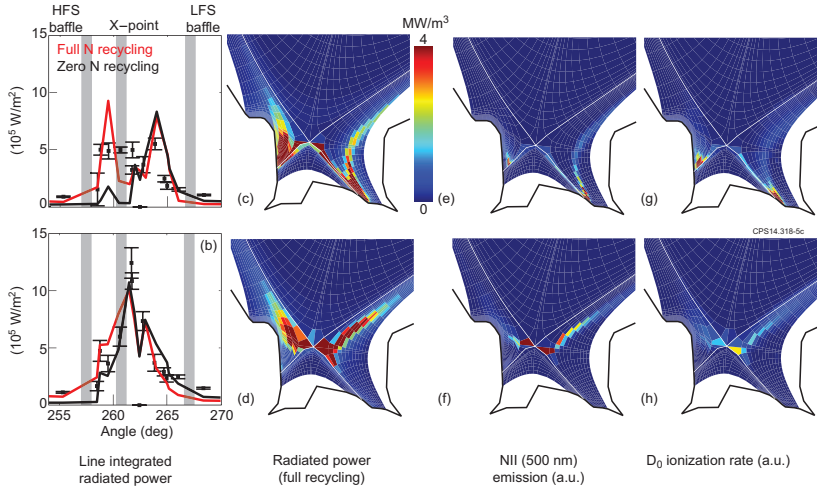 HFS baffle
X-point
LFS baffle
Full N recycling
Zero N recycling
15
10
5
0
(10⁵ W/m²)
MW/m³
4
0
(c)
(e)
(g)
CPS14.318-5c
(b)
15
10
5
0
(10⁵ W/m²)
255
260
265
270
Angle (deg)
(d)
(f)
(h)
Line integrated radiated power
Radiated power (full recycling)
NII (500 nm) emission (a.u.)
D₀ ionization rate (a.u.)